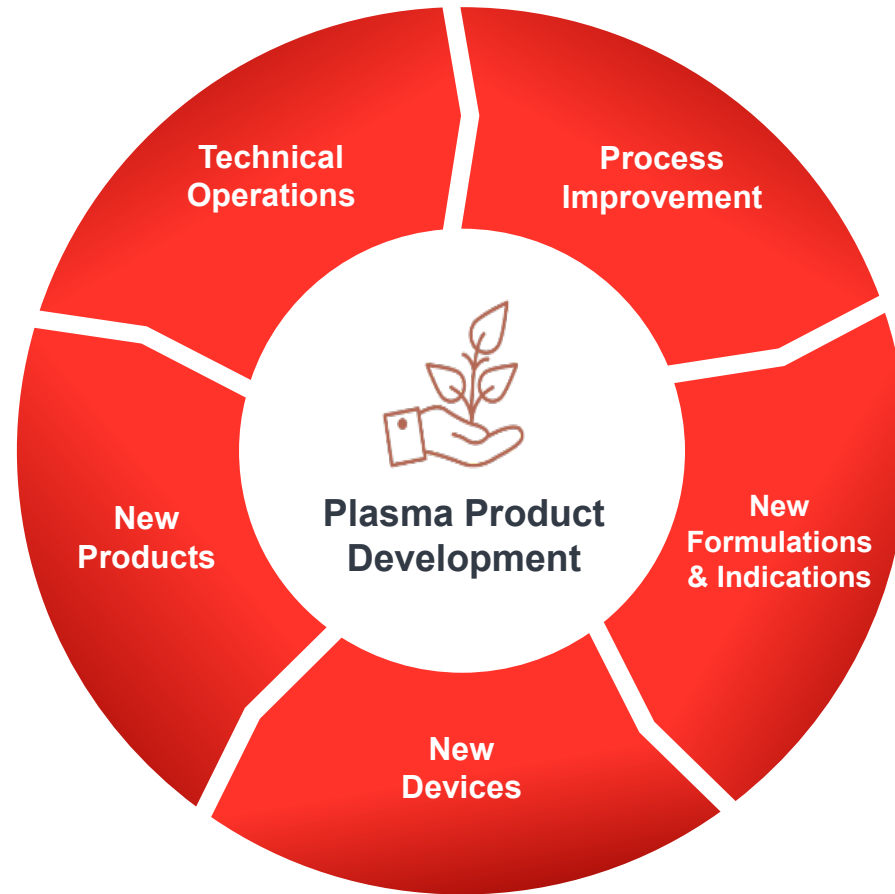 Technical
Operations
Process
Improvement
New
Formulations
& Indications
New
Devices
New
Products
Plasma Product
Development